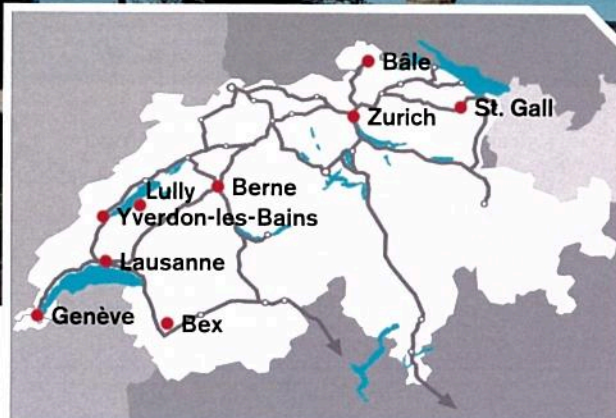 Bâle
St. Gall
Zurich
Lully
Berne
Yverdon-les-Bains
Lausanne
Genève
Bex